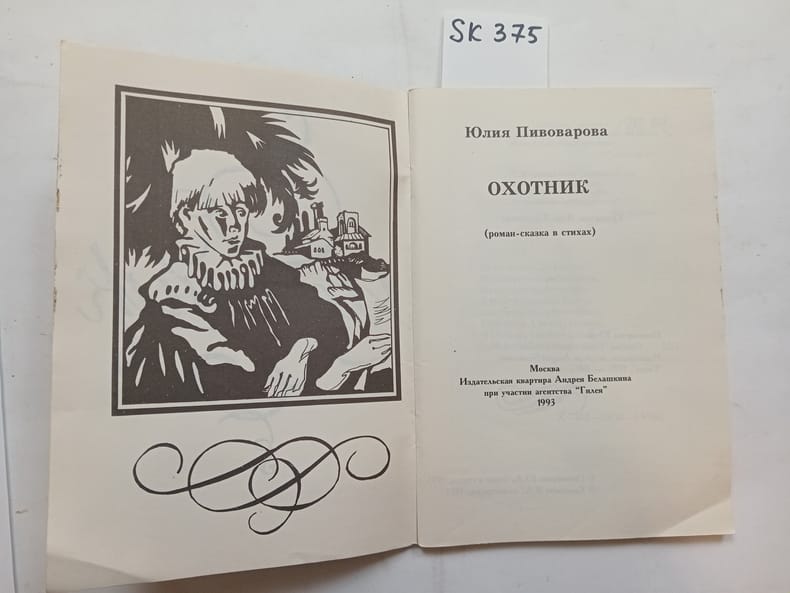 SK 375
Юлия Пивоварова
ОХОТНИК
(роман-сказка в стихах)
Москва
Издательская квартира Андрея Белашкина
при участии агентства "Гилея"
1993